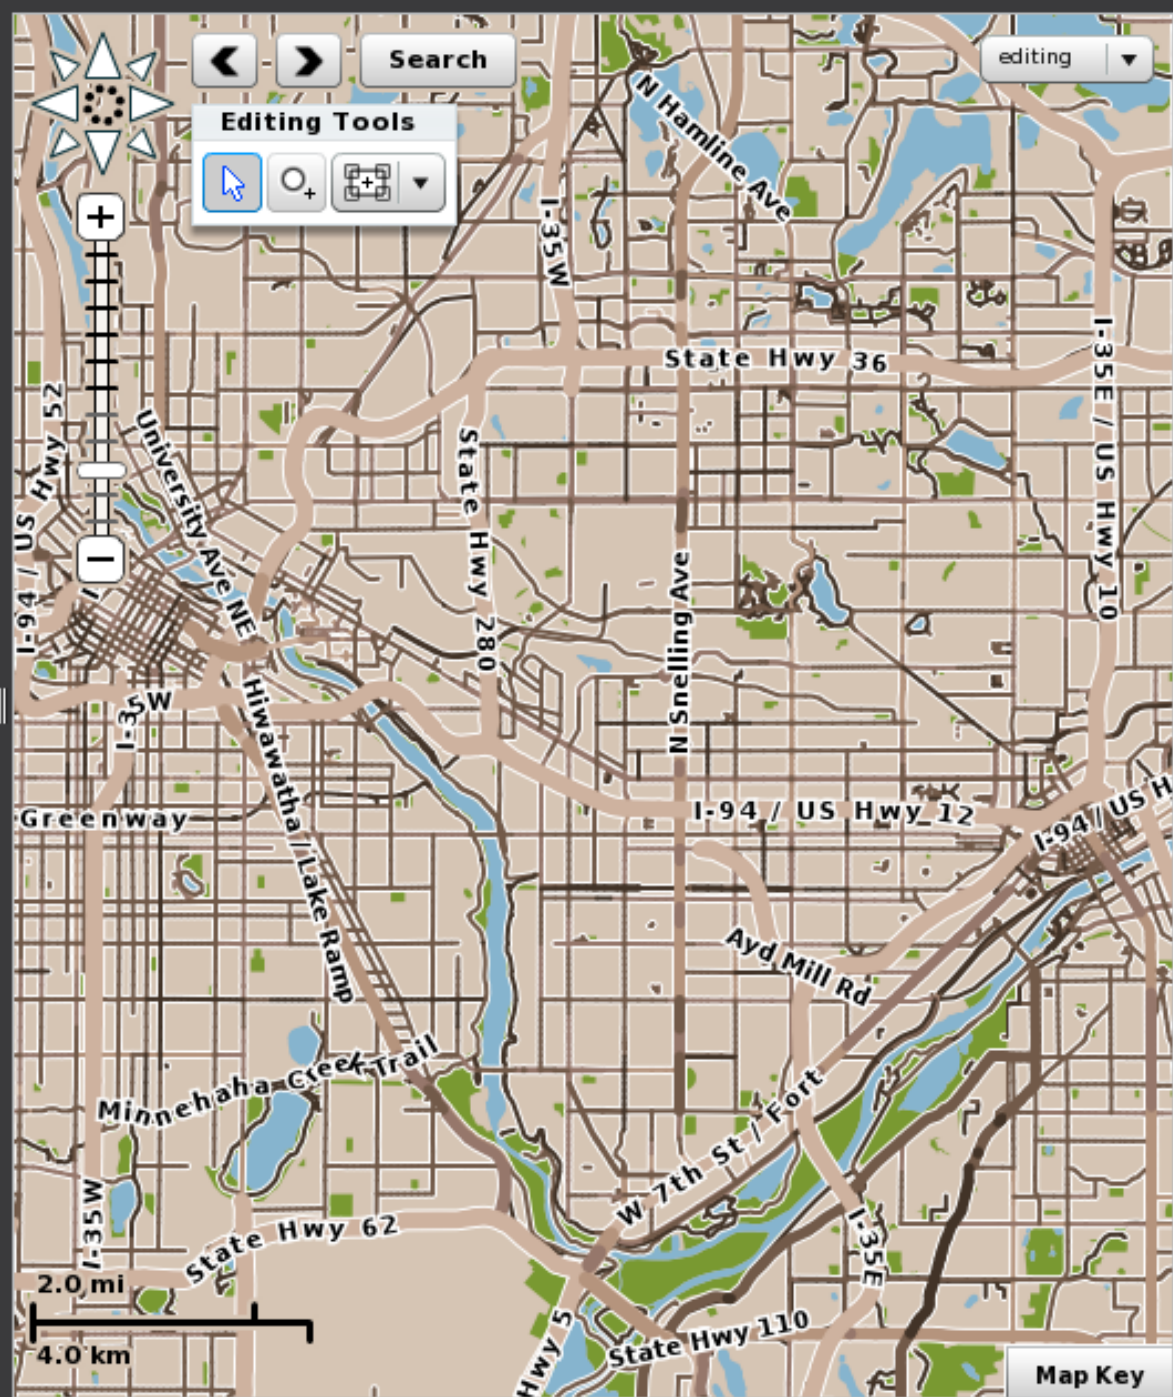 Search
editing
Editing Tools
N Hamline Ave
I-35W
State Hwy 36
I-35E / US Hwy 10
I-94 / US Hwy 52
University Ave NE
State Hwy 280
N Snelling Ave
I-35W
Hiwawatha / Lake Ramp
Greenway
I-94 / US Hwy 12
I-94 / US H
Ayd Mill Rd
Minnehaha Creek Trail
W 7th St / Fort
I-35W
State Hwy 62
I-35E
2.0 mi
4.0 km
Hwy 5
State Hwy 110
Map Key